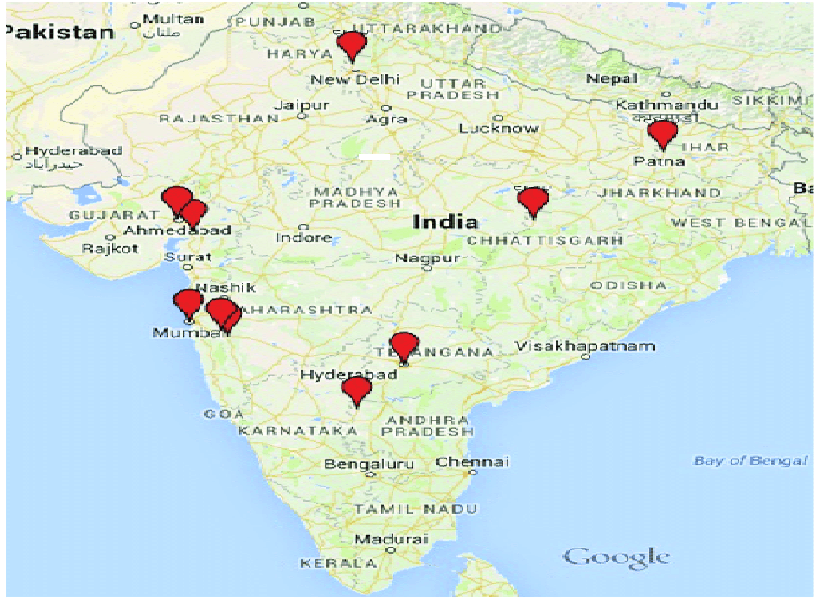 Multan
ملتان
PUNJAB
UTTARAKHAND
Pakistan
HARYA
New Delhi
UTTAR
PRADESH
Nepal
Kathmandu
SIKKIM
RAJASTHAN
Jaipur
Agra
Lucknow
Hyderabad
حيدرآباد
IHAR
Patna
MADHYA
PRADESH
JHARKHAND
Ba
GUJARAT
Ahmedabad
India
CHHATTISGARH
WEST BENGAL
Rajkot
Indore
Surat
Nagpur
ODISHA
Nashik
AHARASHTRA
Mumbai
T
ANGANA
Visakhapatnam
Hyderabad
GOA
KARNATAKA
ANDHRA
PRADESH
Bengaluru
Chennai
Bay of Bengal
TAMIL NADU
Madurai
KERALA
Google